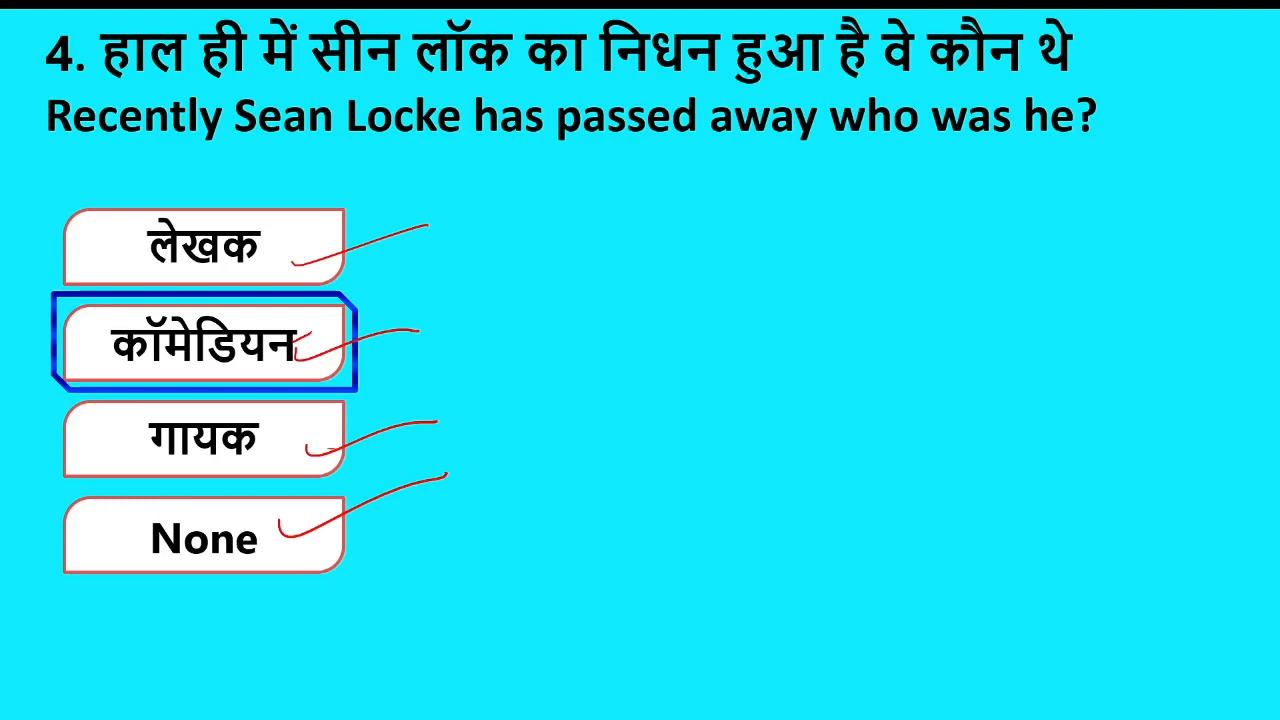 4. हाल ही में सीन लॉक का निधन हुआ है वे कौन थे
Recently Sean Locke has passed away who was he?
लेखक
कॉमेडियन
गायक
None